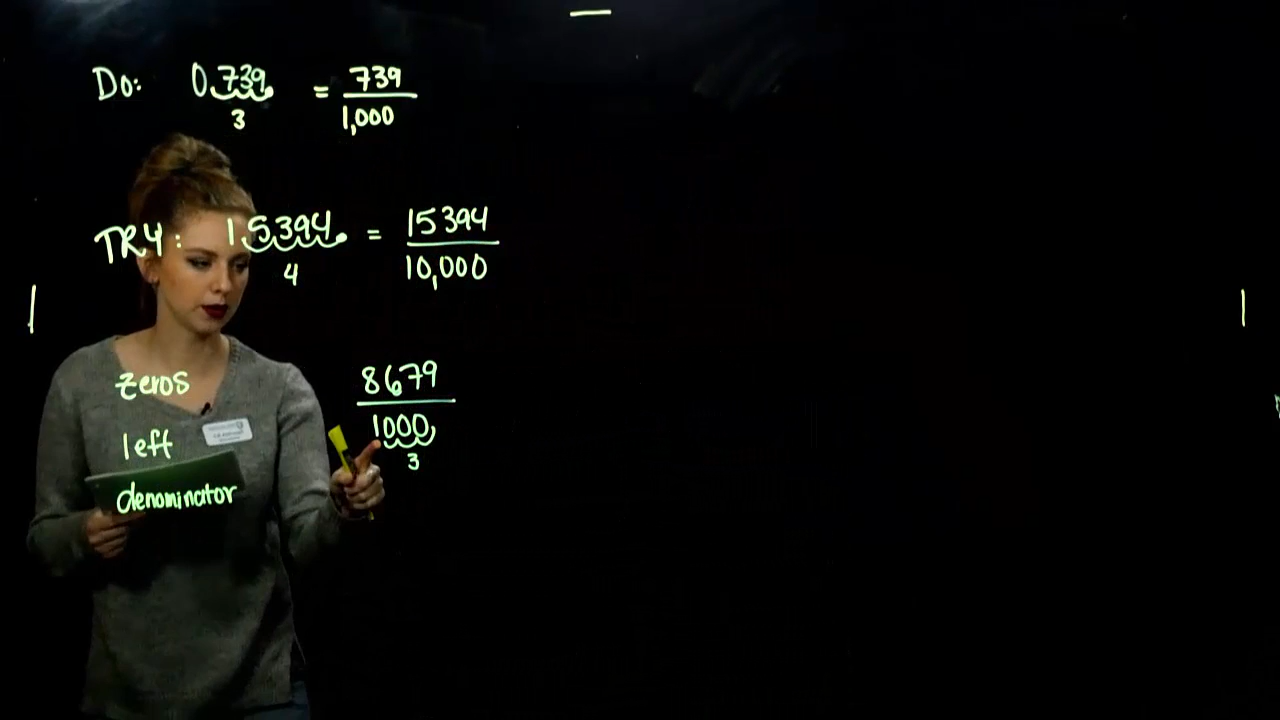 Do: 0.739 = 739/1,000
3
TRY: 1.5394 = 15394/10,000
4
zeros
left
denominator
8679/1000
3